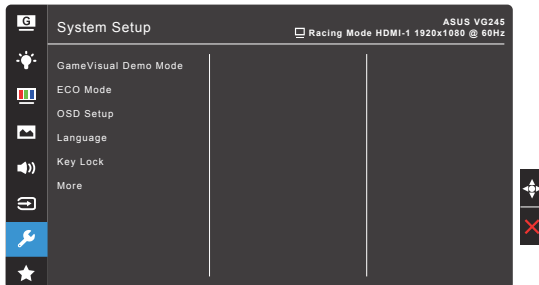 G
System Setup
ASUS VG245
Racing Mode HDMI-1 1920x1080 @ 60Hz
GameVisual Demo Mode
ECO Mode
OSD Setup
Language
Key Lock
More